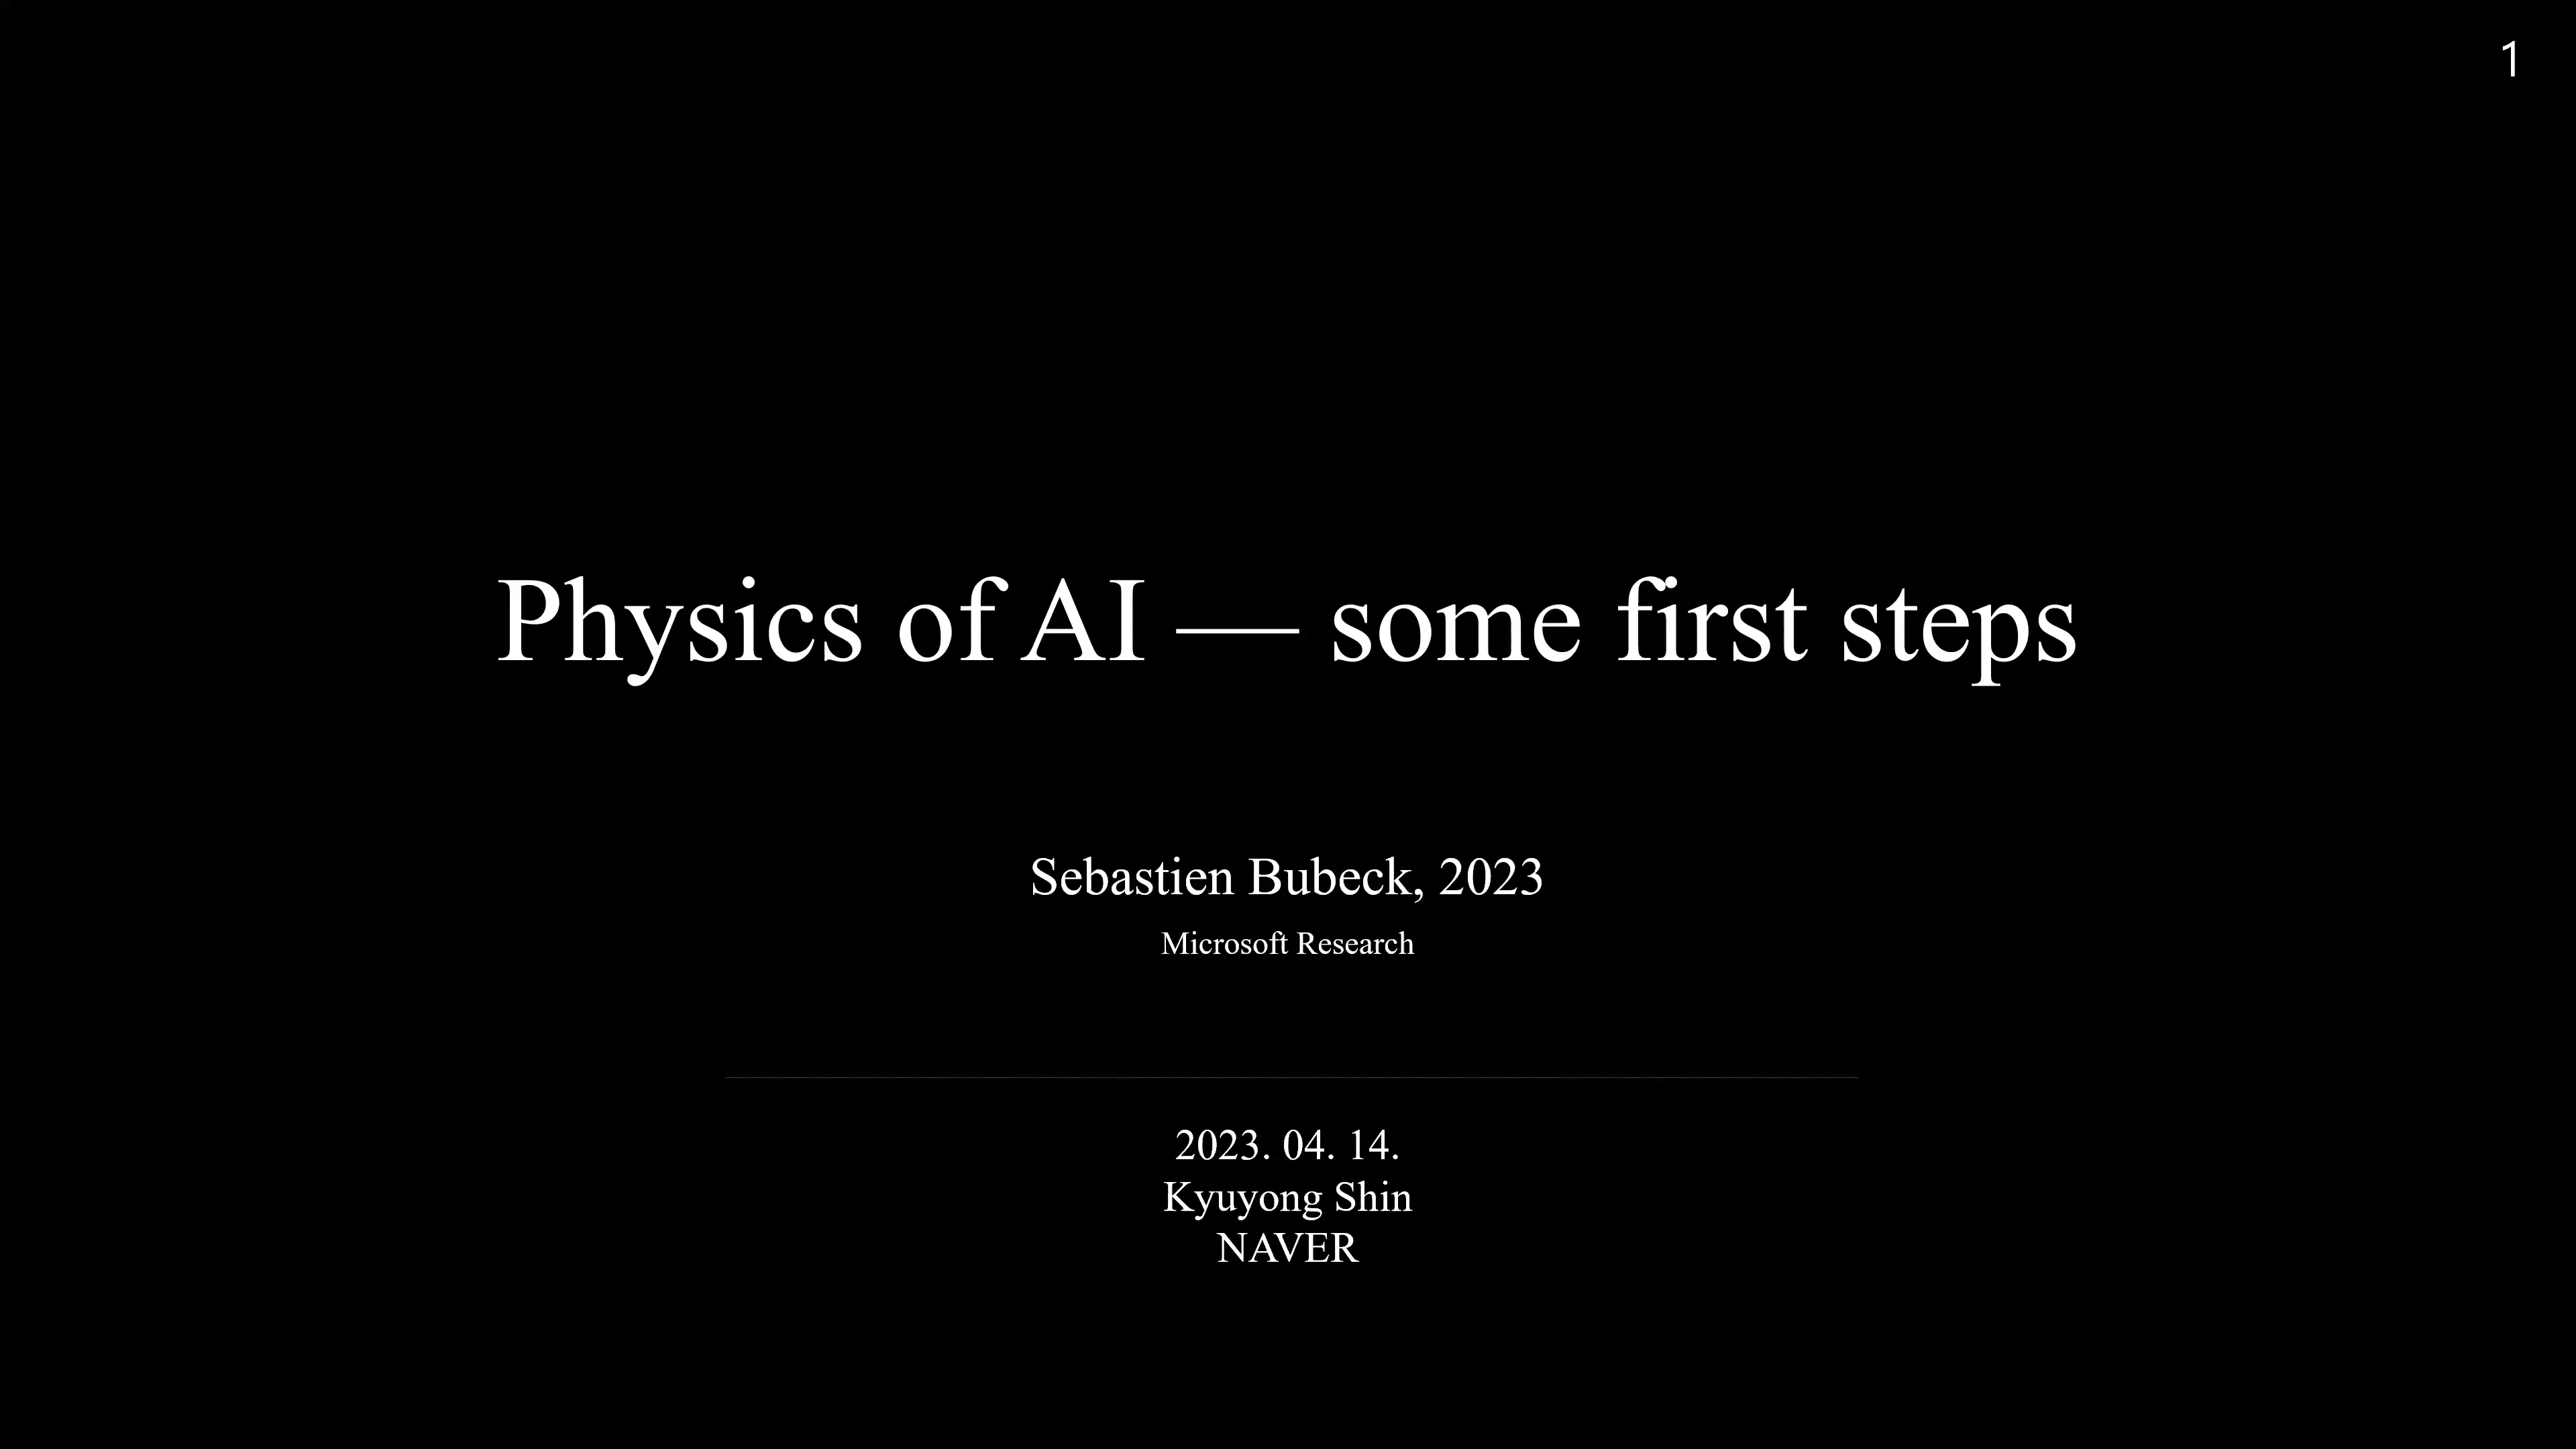 1
Physics of AI — some first steps
Sebastien Bubeck, 2023
Microsoft Research
2023. 04. 14.
Kyuyong Shin
NAVER